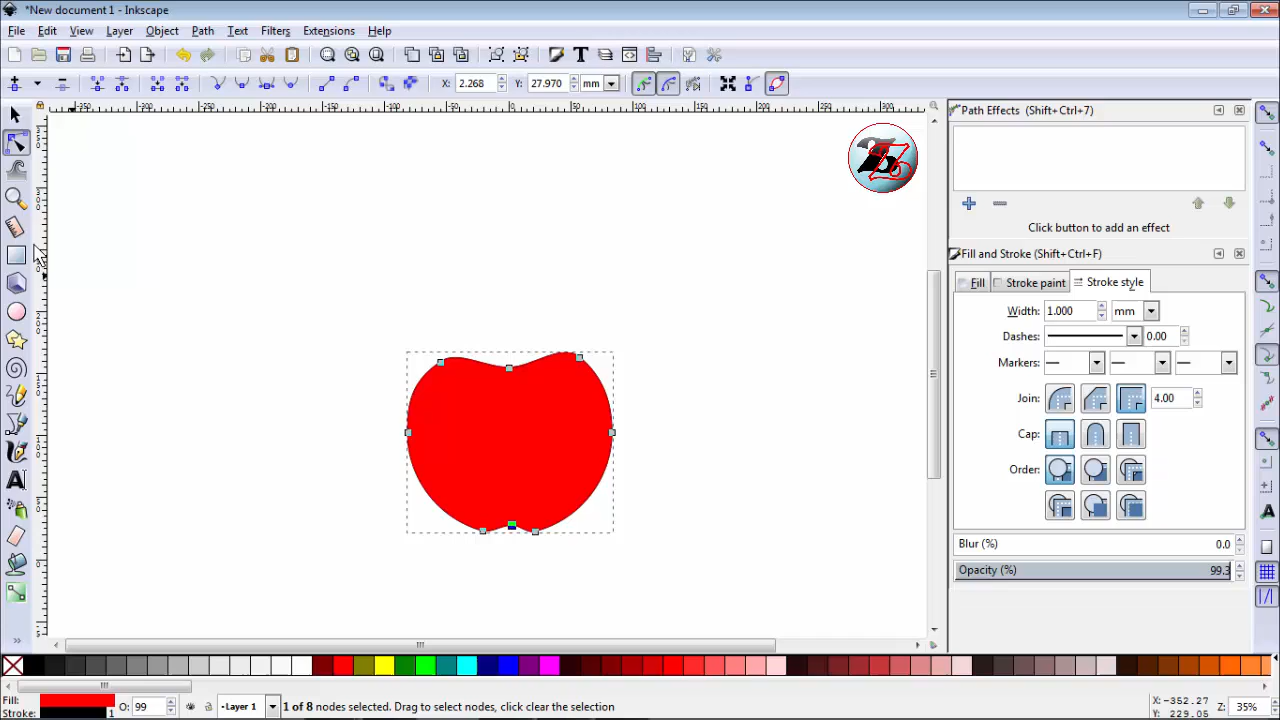 *New document 1 - Inkscape
File Edit View Layer Object Path Text Filters Extensions Help
X: 2.268 Y: 27.970 mm
Path Effects (Shift+Ctrl+7)
Click button to add an effect
Fill and Stroke (Shift+Ctrl+F)
Fill Stroke paint Stroke style
Width: 1.000 mm
Dashes: 0.00
Markers:
Join: 4.00
Cap:
Order:
Blur (%) 0.0
Opacity (%) 99.3
Fill:
Stroke: 1
O: 99
Layer 1
1 of 8 nodes selected. Drag to select nodes, click clear the selection
X: -352.27
Y: 229.05
Z: 35%